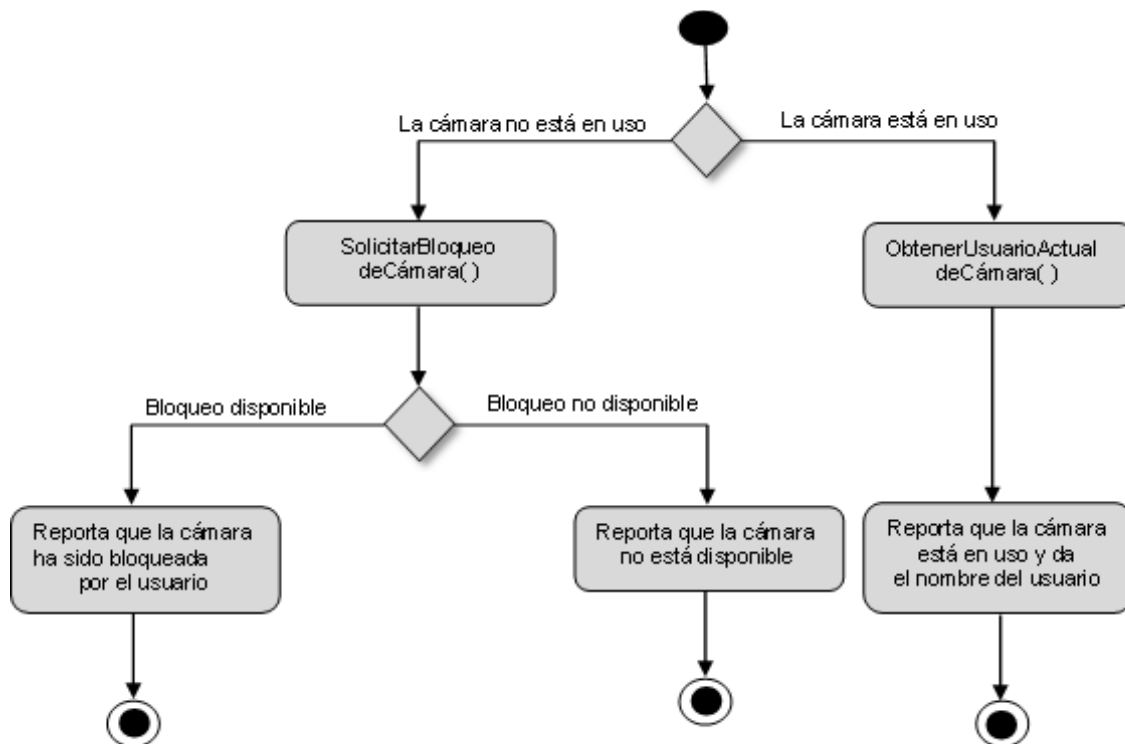 La cámara no está en uso
La cámara está en uso
SolicitarBloqueo
deCámara( )
ObtenerUsuarioActual
deCámara( )
Bloqueo disponible
Bloqueo no disponible
Reporta que la cámara
ha sido bloqueada
por el usuario
Reporta que la cámara
no está disponible
Reporta que la cámara
está en uso y da
el nombre del usuario